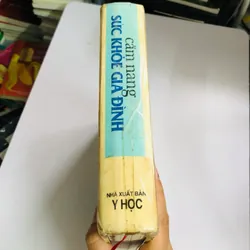 cẩm nang
SỨC KHỎE GIA ĐÌNH
NHÀ XUẤT BẢN
Y HỌC